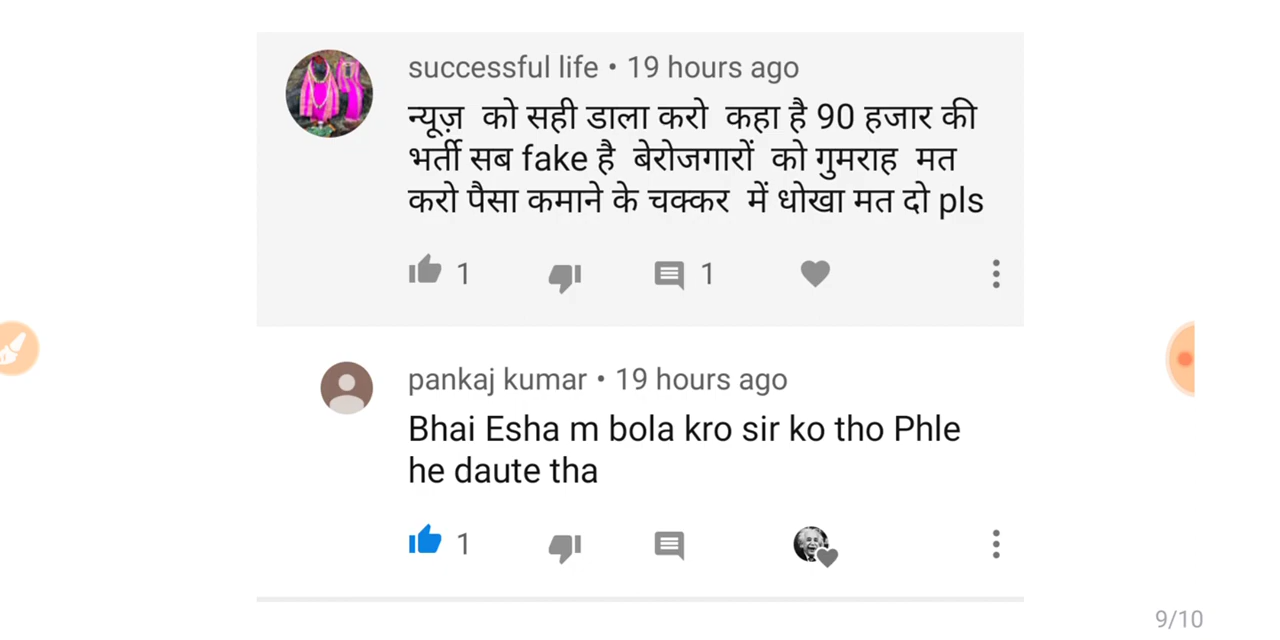 successful life • 19 hours ago
न्यूज़ को सही डाला करो कहा है 90 हजार की
भर्ती सब fake है बेरोजगारों को गुमराह मत
करो पैसा कमाने के चक्कर में धोखा मत दो pls
1 1
pankaj kumar • 19 hours ago
Bhai Esha m bola kro sir ko tho Phle
he daute tha
1
9/10